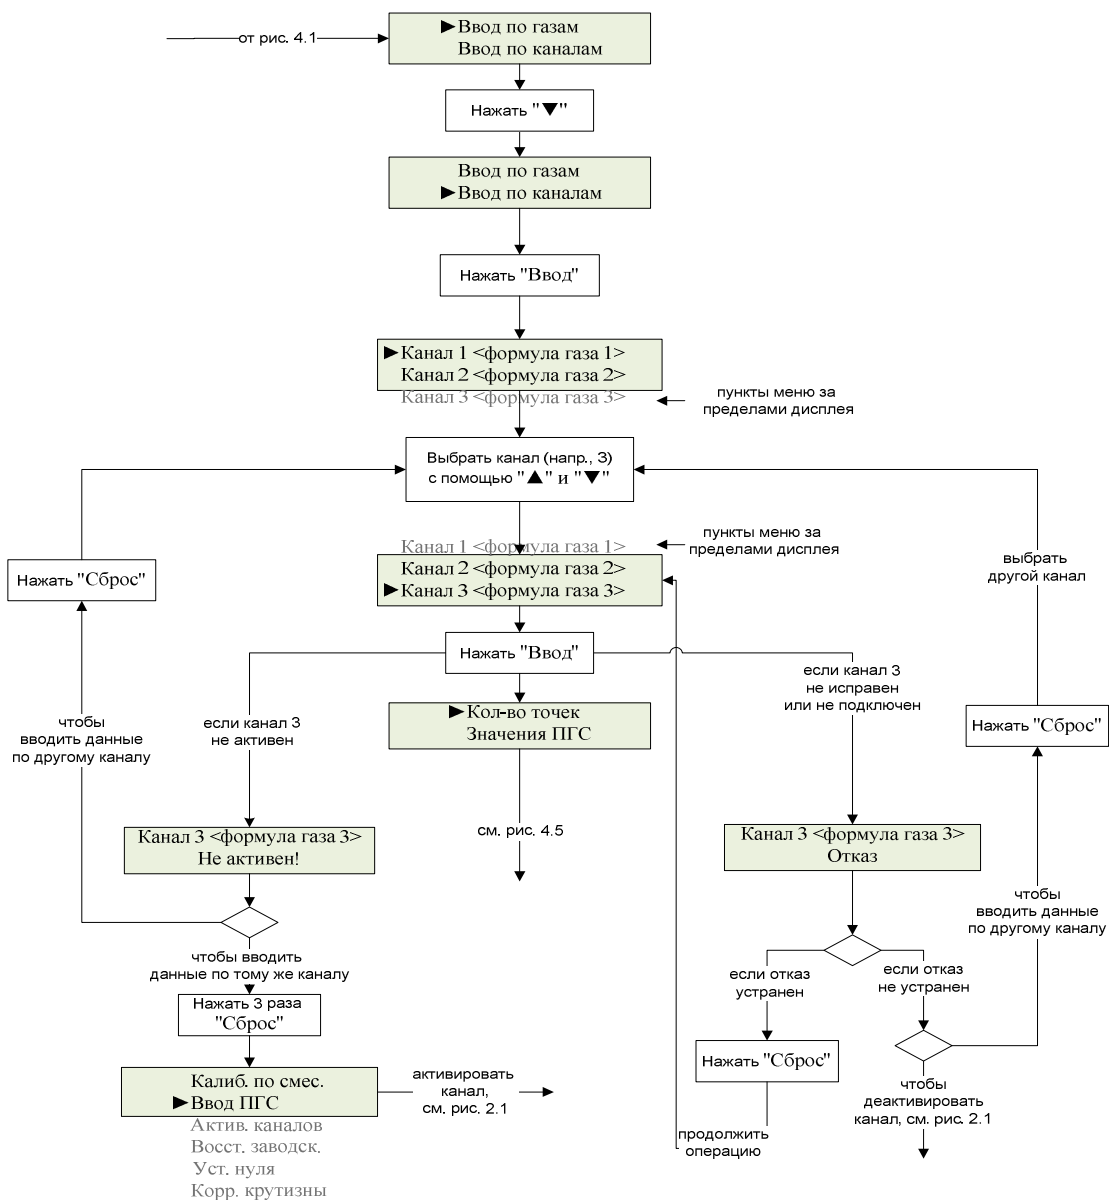 ►Ввод по газам
от рис. 4.1
Ввод по каналам
Нажать "▼"
Ввод по газам
►Ввод по каналам
Нажать "Ввод"
►Канал 1 <формула газа 1>
Канал 2 <формула газа 2>
Канал 3 <формула газа 3>
пункты меню за
пределами дисплея
Выбрать канал (напр., 3)
с помощью "▲" и "▼"
Канал 1 <формула газа 1>
пункты меню за
пределами дисплея
Канал 2 <формула газа 2>
►Канал 3 <формула газа 3>
Нажать "Сброс"
выбрать
другой канал
Нажать "Ввод"
если канал 3
не исправен
или не подключен
чтобы
вводить данные
по другому каналу
если канал 3
не активен
►Кол-во точек
Значения ПГС
Нажать "Сброс"
см. рис. 4.5
Канал 3 <формула газа 3>
Не активен!
Канал 3 <формула газа 3>
Отказ
чтобы
вводить данные
по другому каналу
чтобы вводить
данные по тому же каналу
если отказ
устранен
если отказ
не устранен
Нажать 3 раза
"Сброс"
Нажать "Сброс"
Калиб. по смес.
►Ввод ПГС
Актив. каналов
Восст. заводск.
Уст. нуля
Корр. крутизны
активировать
канал,
см. рис. 2.1
чтобы
деактивировать
канал, см. рис. 2.1
продолжить
операцию